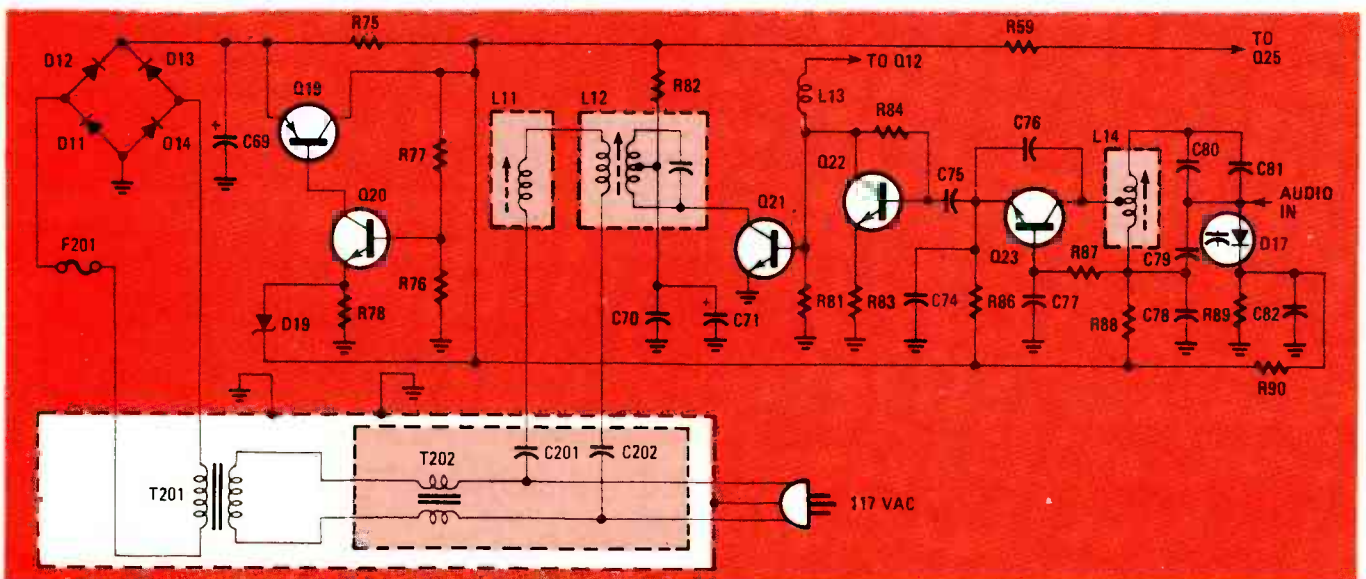 R75
R59
TO
Q25
D12
D13
TO Q12
Q19
R82
L11
L12
L13
R84
C76
L14
C80
C81
D11
D14
C69
R77
Q22
C75
AUDIO
IN
Q20
Q21
Q23
R87
C79
D17
F201
R76
R78
C70
C71
R81
R83
C74
R86
C77
R88
C78
R89
C82
D19
R90
C201
C202
T201
T202
117 VAC